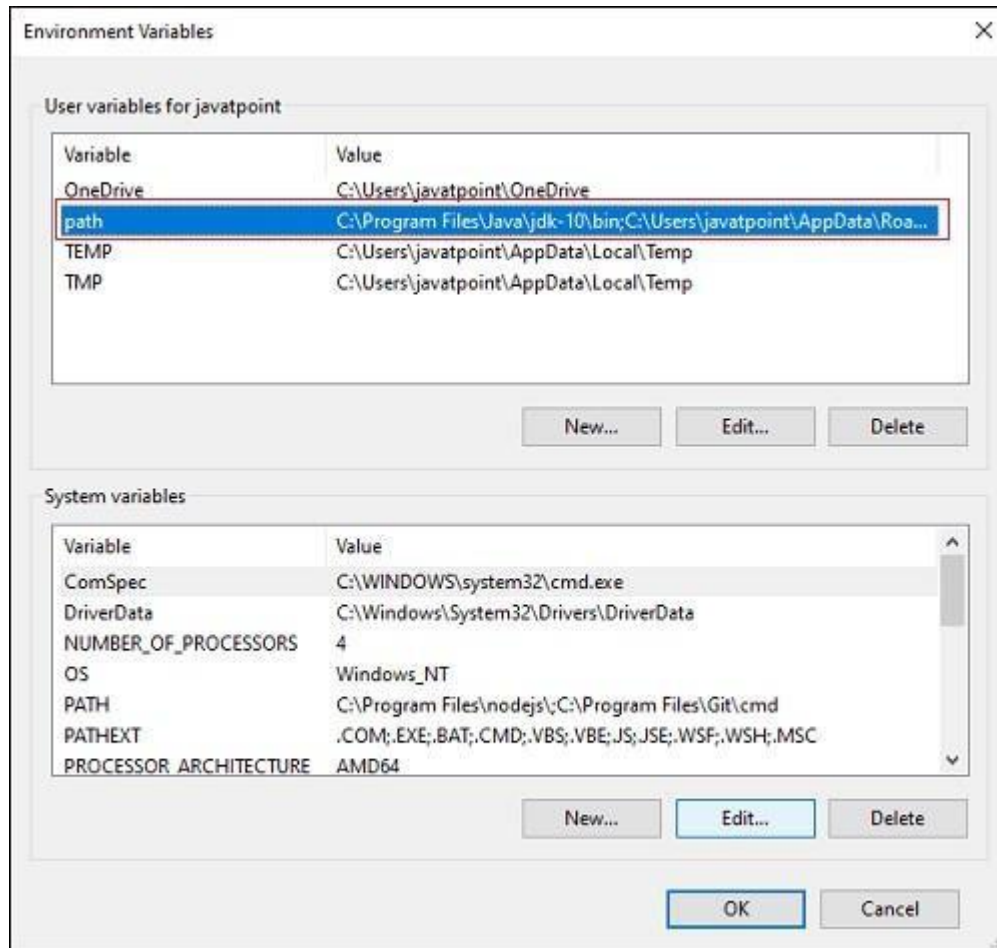 Environment Variables
User variables for javatpoint
Variable Value
OneDrive C:\Users\javatpoint\OneDrive
path C:\Program Files\Java\jdk-10\bin;C:\Users\javatpoint\AppData\Roa...
TEMP C:\Users\javatpoint\AppData\Local\Temp
TMP C:\Users\javatpoint\AppData\Local\Temp
New... Edit... Delete
System variables
Variable Value
ComSpec C:\WINDOWS\system32\cmd.exe
DriverData C:\Windows\System32\Drivers\DriverData
NUMBER_OF_PROCESSORS 4
OS Windows_NT
PATH C:\Program Files\nodejs\;C:\Program Files\Git\cmd
PATHEXT .COM;.EXE;.BAT;.CMD;.VBS;.VBE;.JS;.JSE;.WSF;.WSH;.MSC
PROCESSOR_ARCHITECTURE AMD64
New... Edit... Delete
OK Cancel